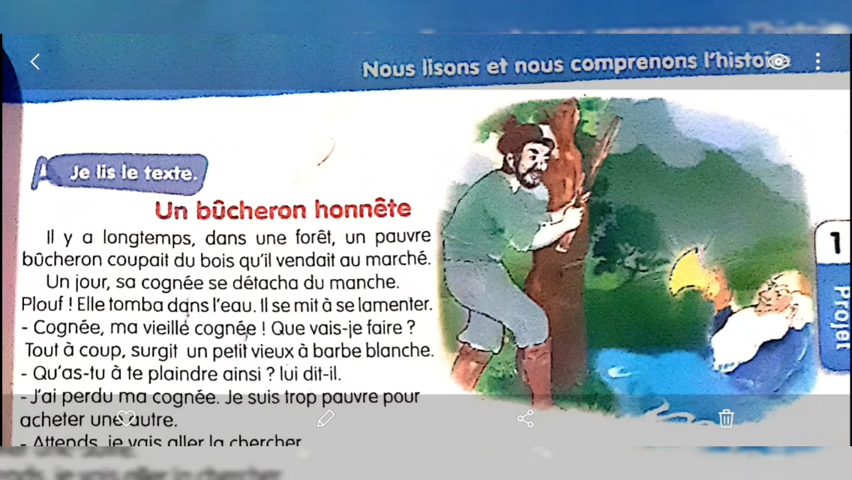 Nous lisons et nous comprenons l'histoire
Je lis le texte.
Un bûcheron honnête
Il y a longtemps, dans une forêt, un pauvre
bûcheron coupait du bois qu'il vendait au marché.
Un jour, sa cognée se détacha du manche.
Plouf ! Elle tomba dans l'eau. Il se mit à se lamenter.
- Cognée, ma vieille cognée ! Que vais-je faire ?
Tout à coup, surgit un petit vieux à barbe blanche.
- Qu'as-tu à te plaindre ainsi ? lui dit-il.
- J'ai perdu ma cognée. Je suis trop pauvre pour
acheter une autre.
- Attends, je vais aller la chercher
1
Projet